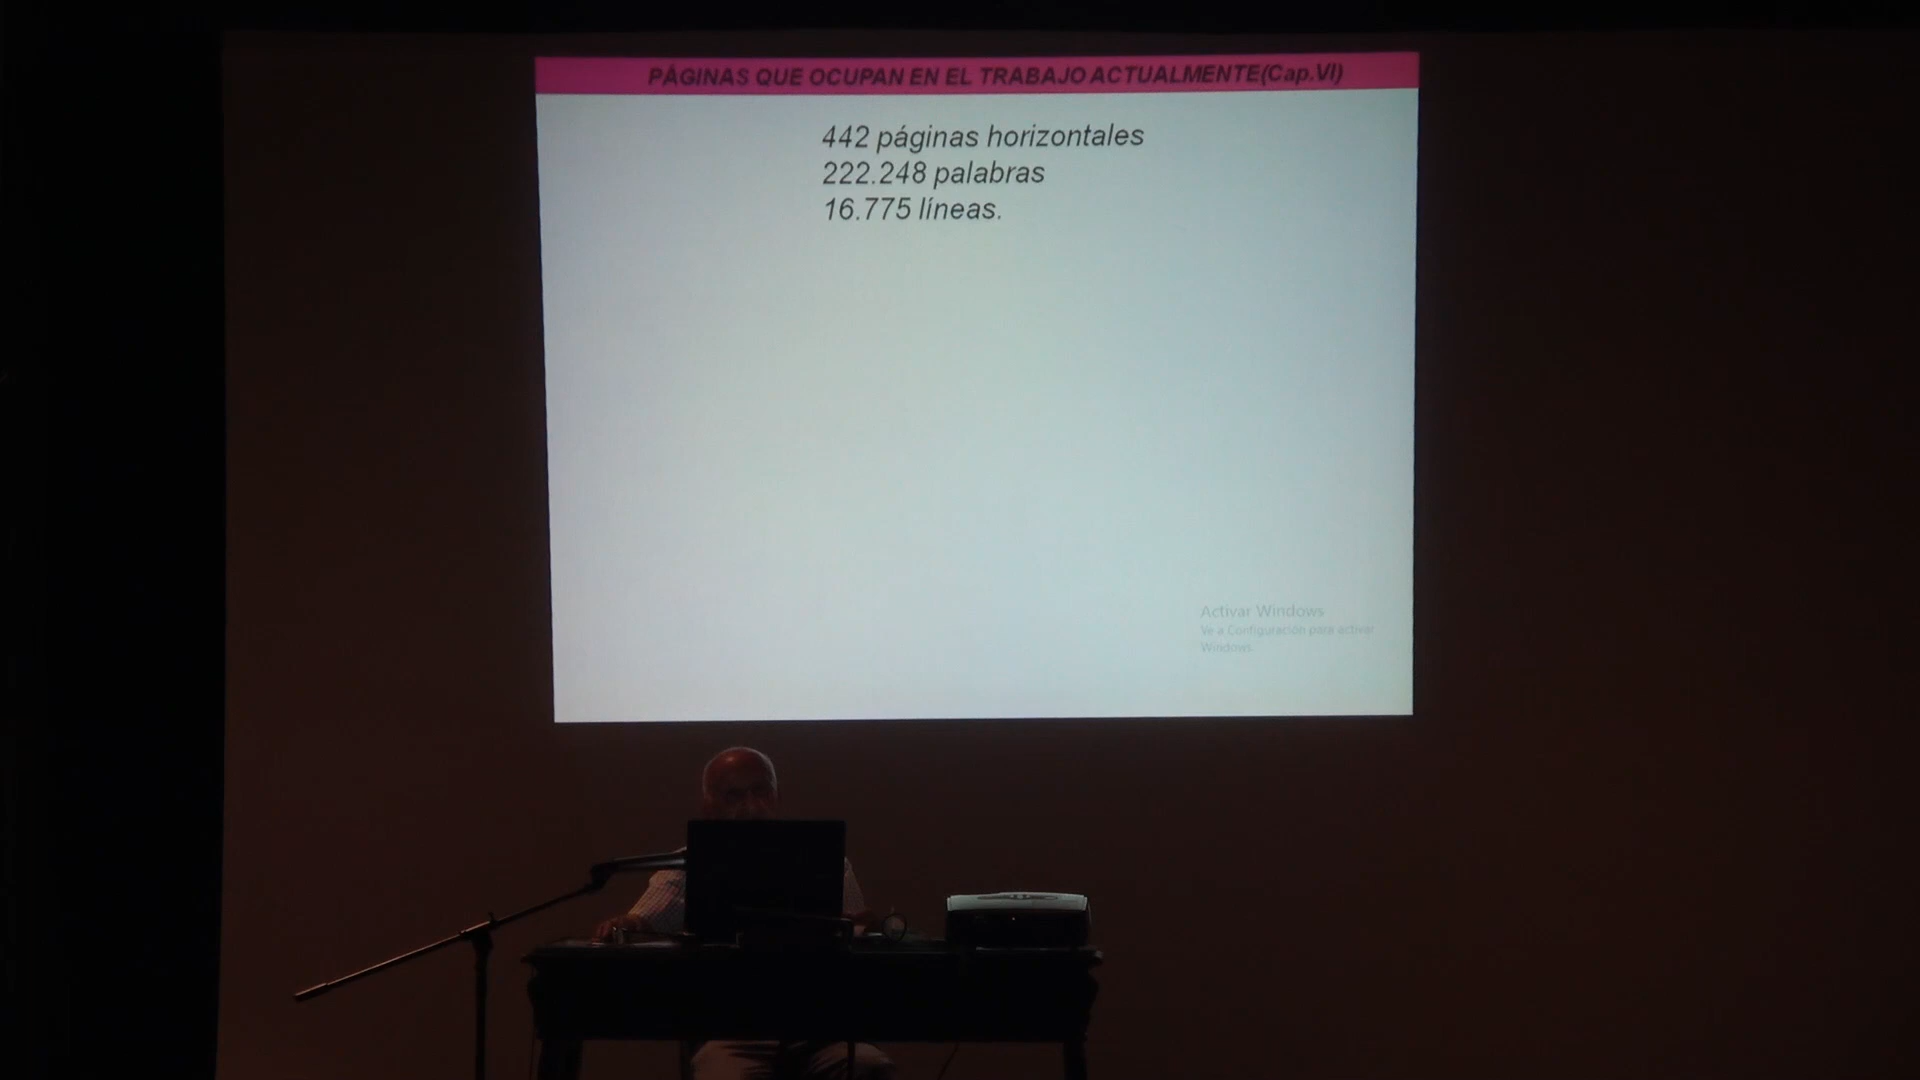 PÁGINAS QUE OCUPAN EN EL TRABAJO ACTUALMENTE(Cap.VI)
442 páginas horizontales
222.248 palabras
16.775 líneas.
Activar Windows
Ve a Configuración para activar
Windows.